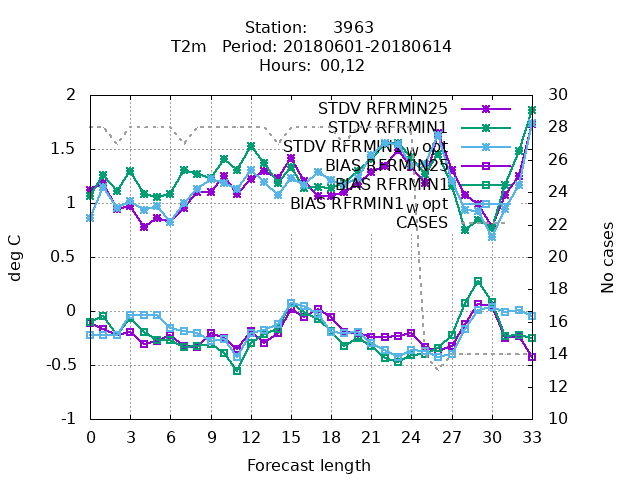 Station: 3963
T2m Period: 20180601-20180614
Hours: 00,12
2
1.5
1
0.5
0
-0.5
-1
30
28
26
24
22
20
18
16
14
12
10
deg C
No cases
STDV RFRMIN25
STDV RFRMIN1
STDV RFRMIN1w opt
BIAS RFRMIN25
BIAS RFRMIN1
BIAS RFRMIN1w opt
CASES
0 3 6 9 12 15 18 21 24 27 30 33
Forecast length